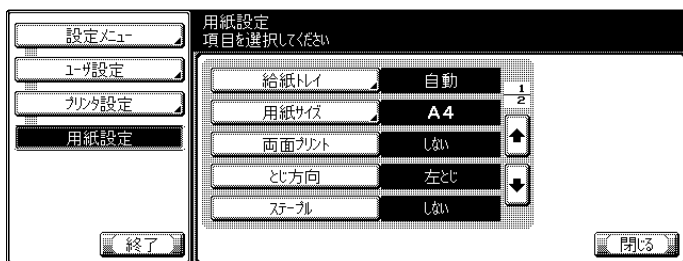 設定メニュー
ユーザ設定
プリンタ設定
用紙設定
終了
用紙設定
項目を選択してください
給紙トレイ 自動
用紙サイズ A4
両面プリント しない
とじ方向 左とじ
ステープル しない
1
2
閉じる